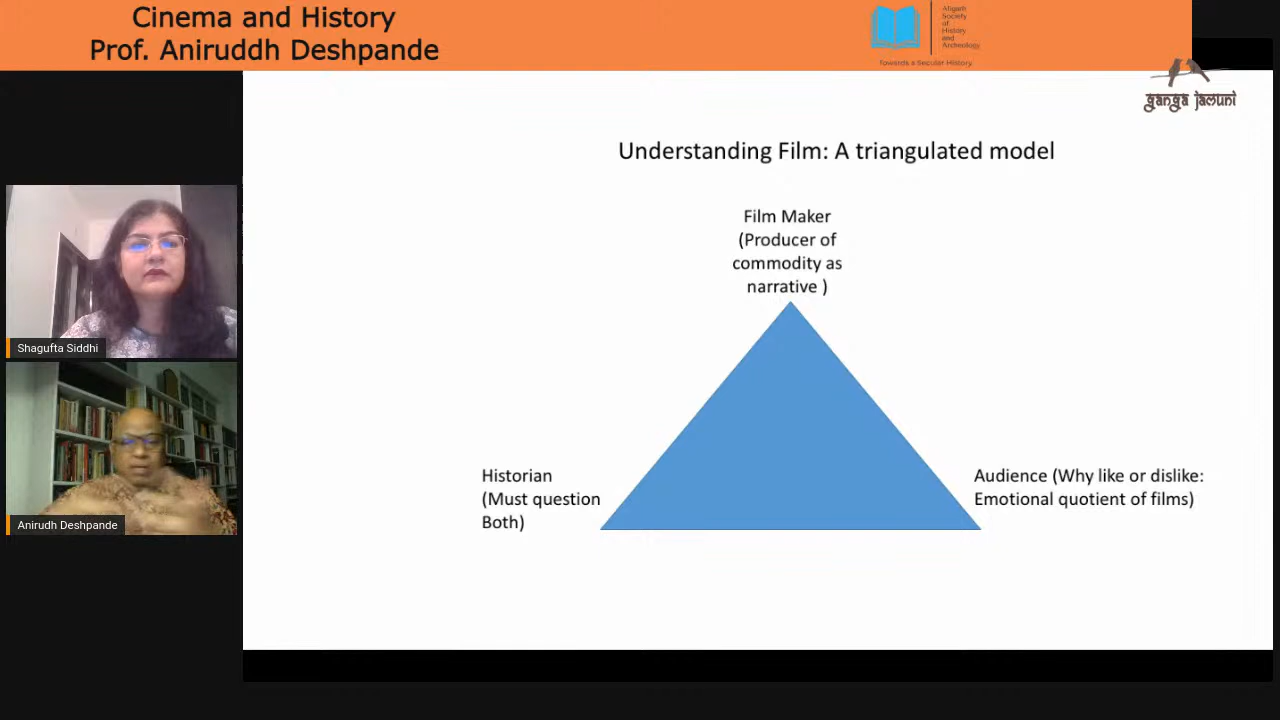 Cinema and History
Prof. Aniruddh Deshpande
Aligarh
Society
of
History
and
Archeology
Towards a Secular History
ganga jamuni
Understanding Film: A triangulated model
Film Maker
(Producer of
commodity as
narrative )
Historian
(Must question
Both)
Audience (Why like or dislike:
Emotional quotient of films)
Shagufta Siddhi
Anirudh Deshpande